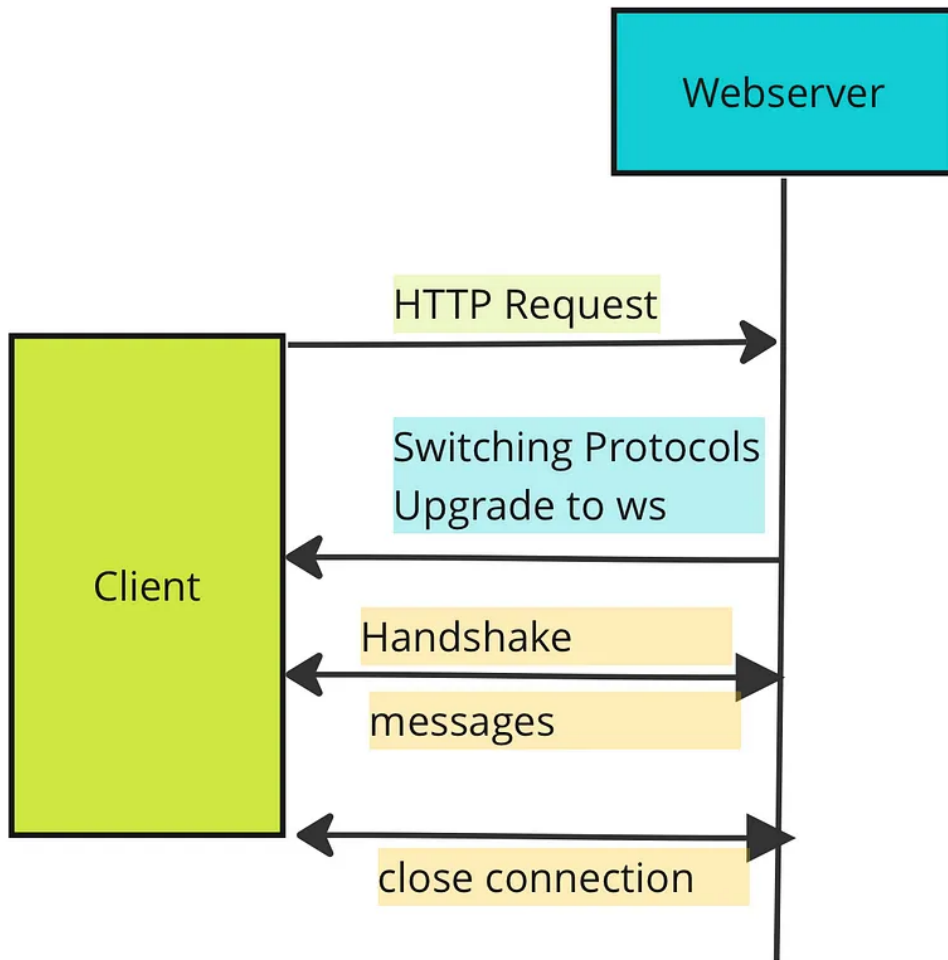 Webserver
HTTP Request
Switching Protocols
Upgrade to ws
Client
Handshake
messages
close connection